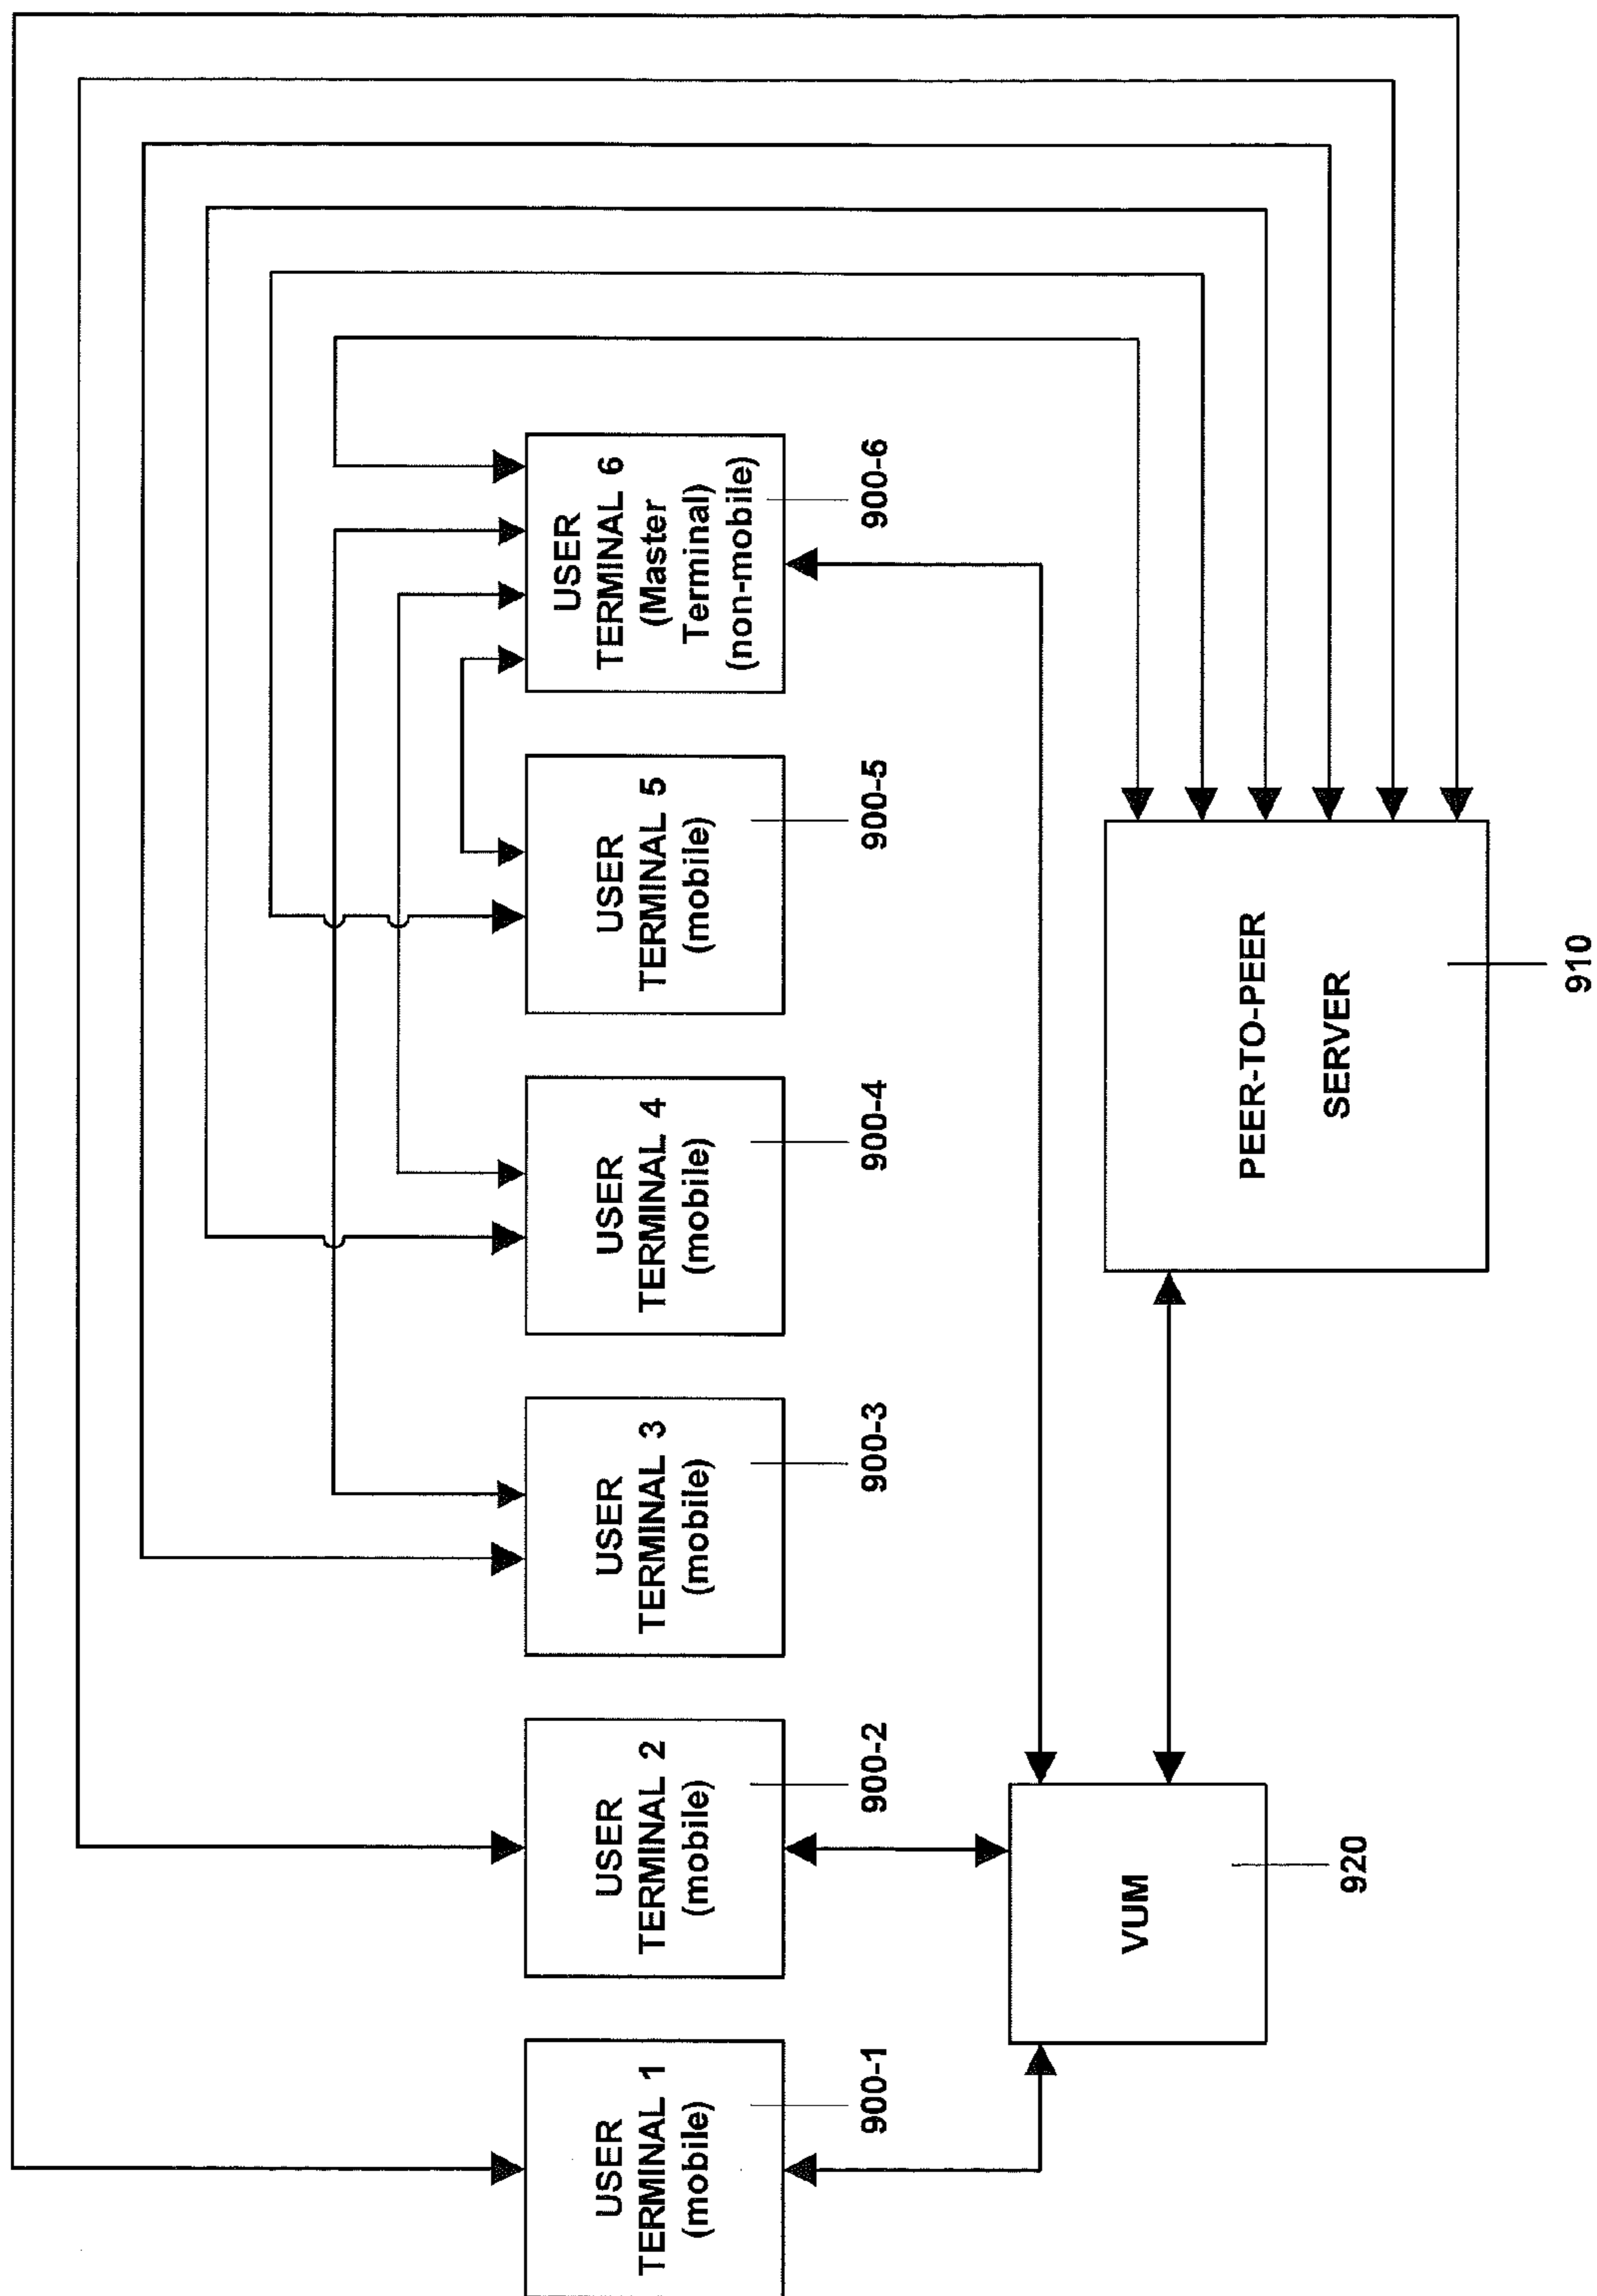 USER
TERMINAL 1
(mobile)
900-1
USER
TERMINAL 2
(mobile)
900-2
USER
TERMINAL 3
(mobile)
900-3
USER
TERMINAL 4
(mobile)
900-4
USER
TERMINAL 5
(mobile)
900-5
USER
TERMINAL 6
(Master
Terminal)
(non-mobile)
900-6
VUM
920
PEER-TO-PEER
SERVER
910